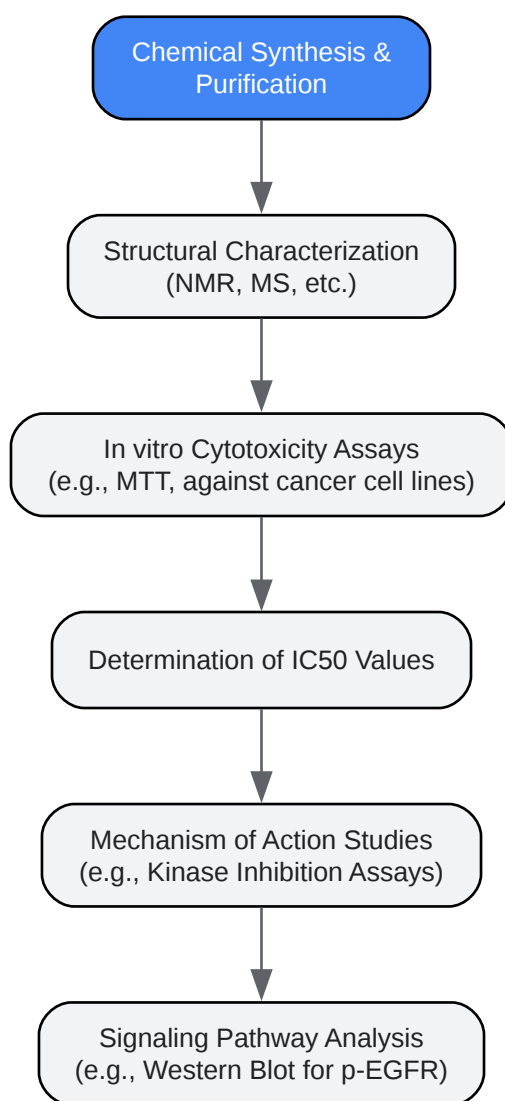 Chemical Synthesis &
Purification
Structural Characterization
(NMR, MS, etc.)
In vitro Cytotoxicity Assays
(e.g., MTT, against cancer cell lines)
Determination of IC50 Values
Mechanism of Action Studies
(e.g., Kinase Inhibition Assays)
Signaling Pathway Analysis
(e.g., Western Blot for p-EGFR)